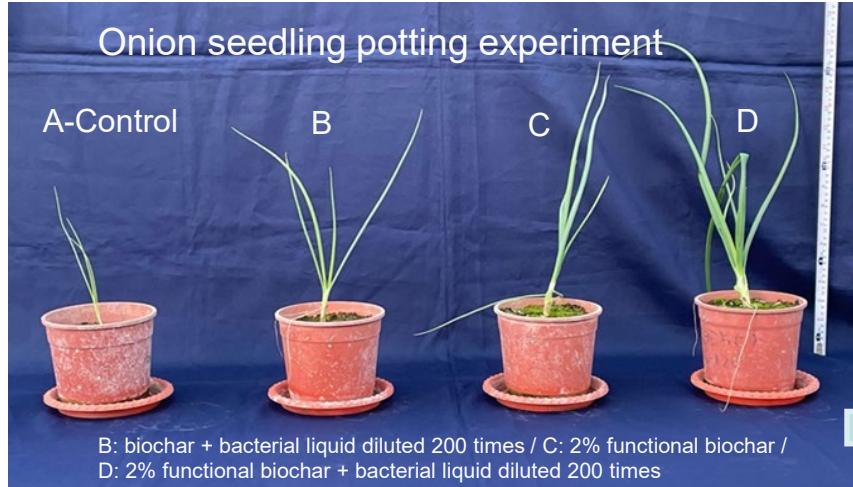 Onion seedling potting experiment
A-Control
B
C
D
B: biochar + bacterial liquid diluted 200 times / C: 2% functional biochar /
D: 2% functional biochar + bacterial liquid diluted 200 times